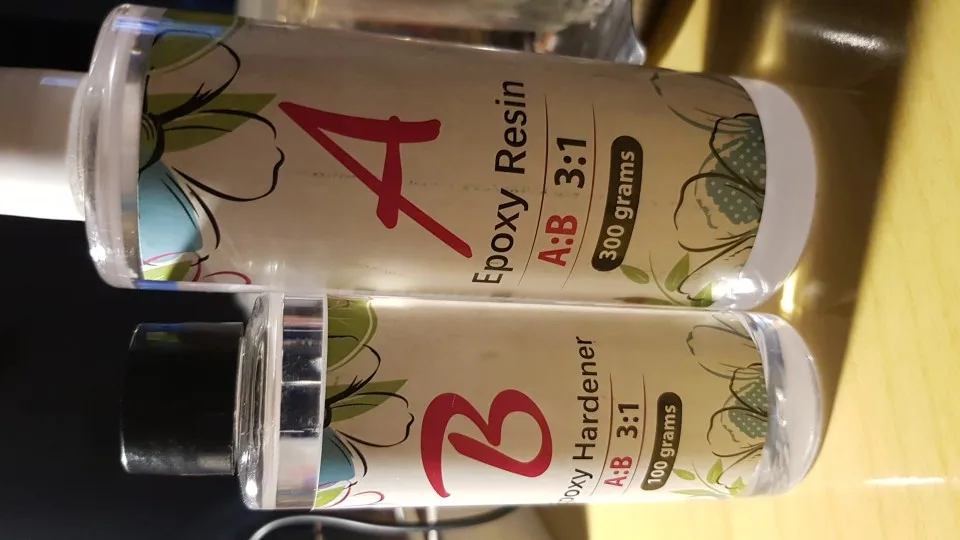 A
Epoxy Resin
A:B 3:1
300 grams
B
poxy Hardener
A:B 3:1
100 grams